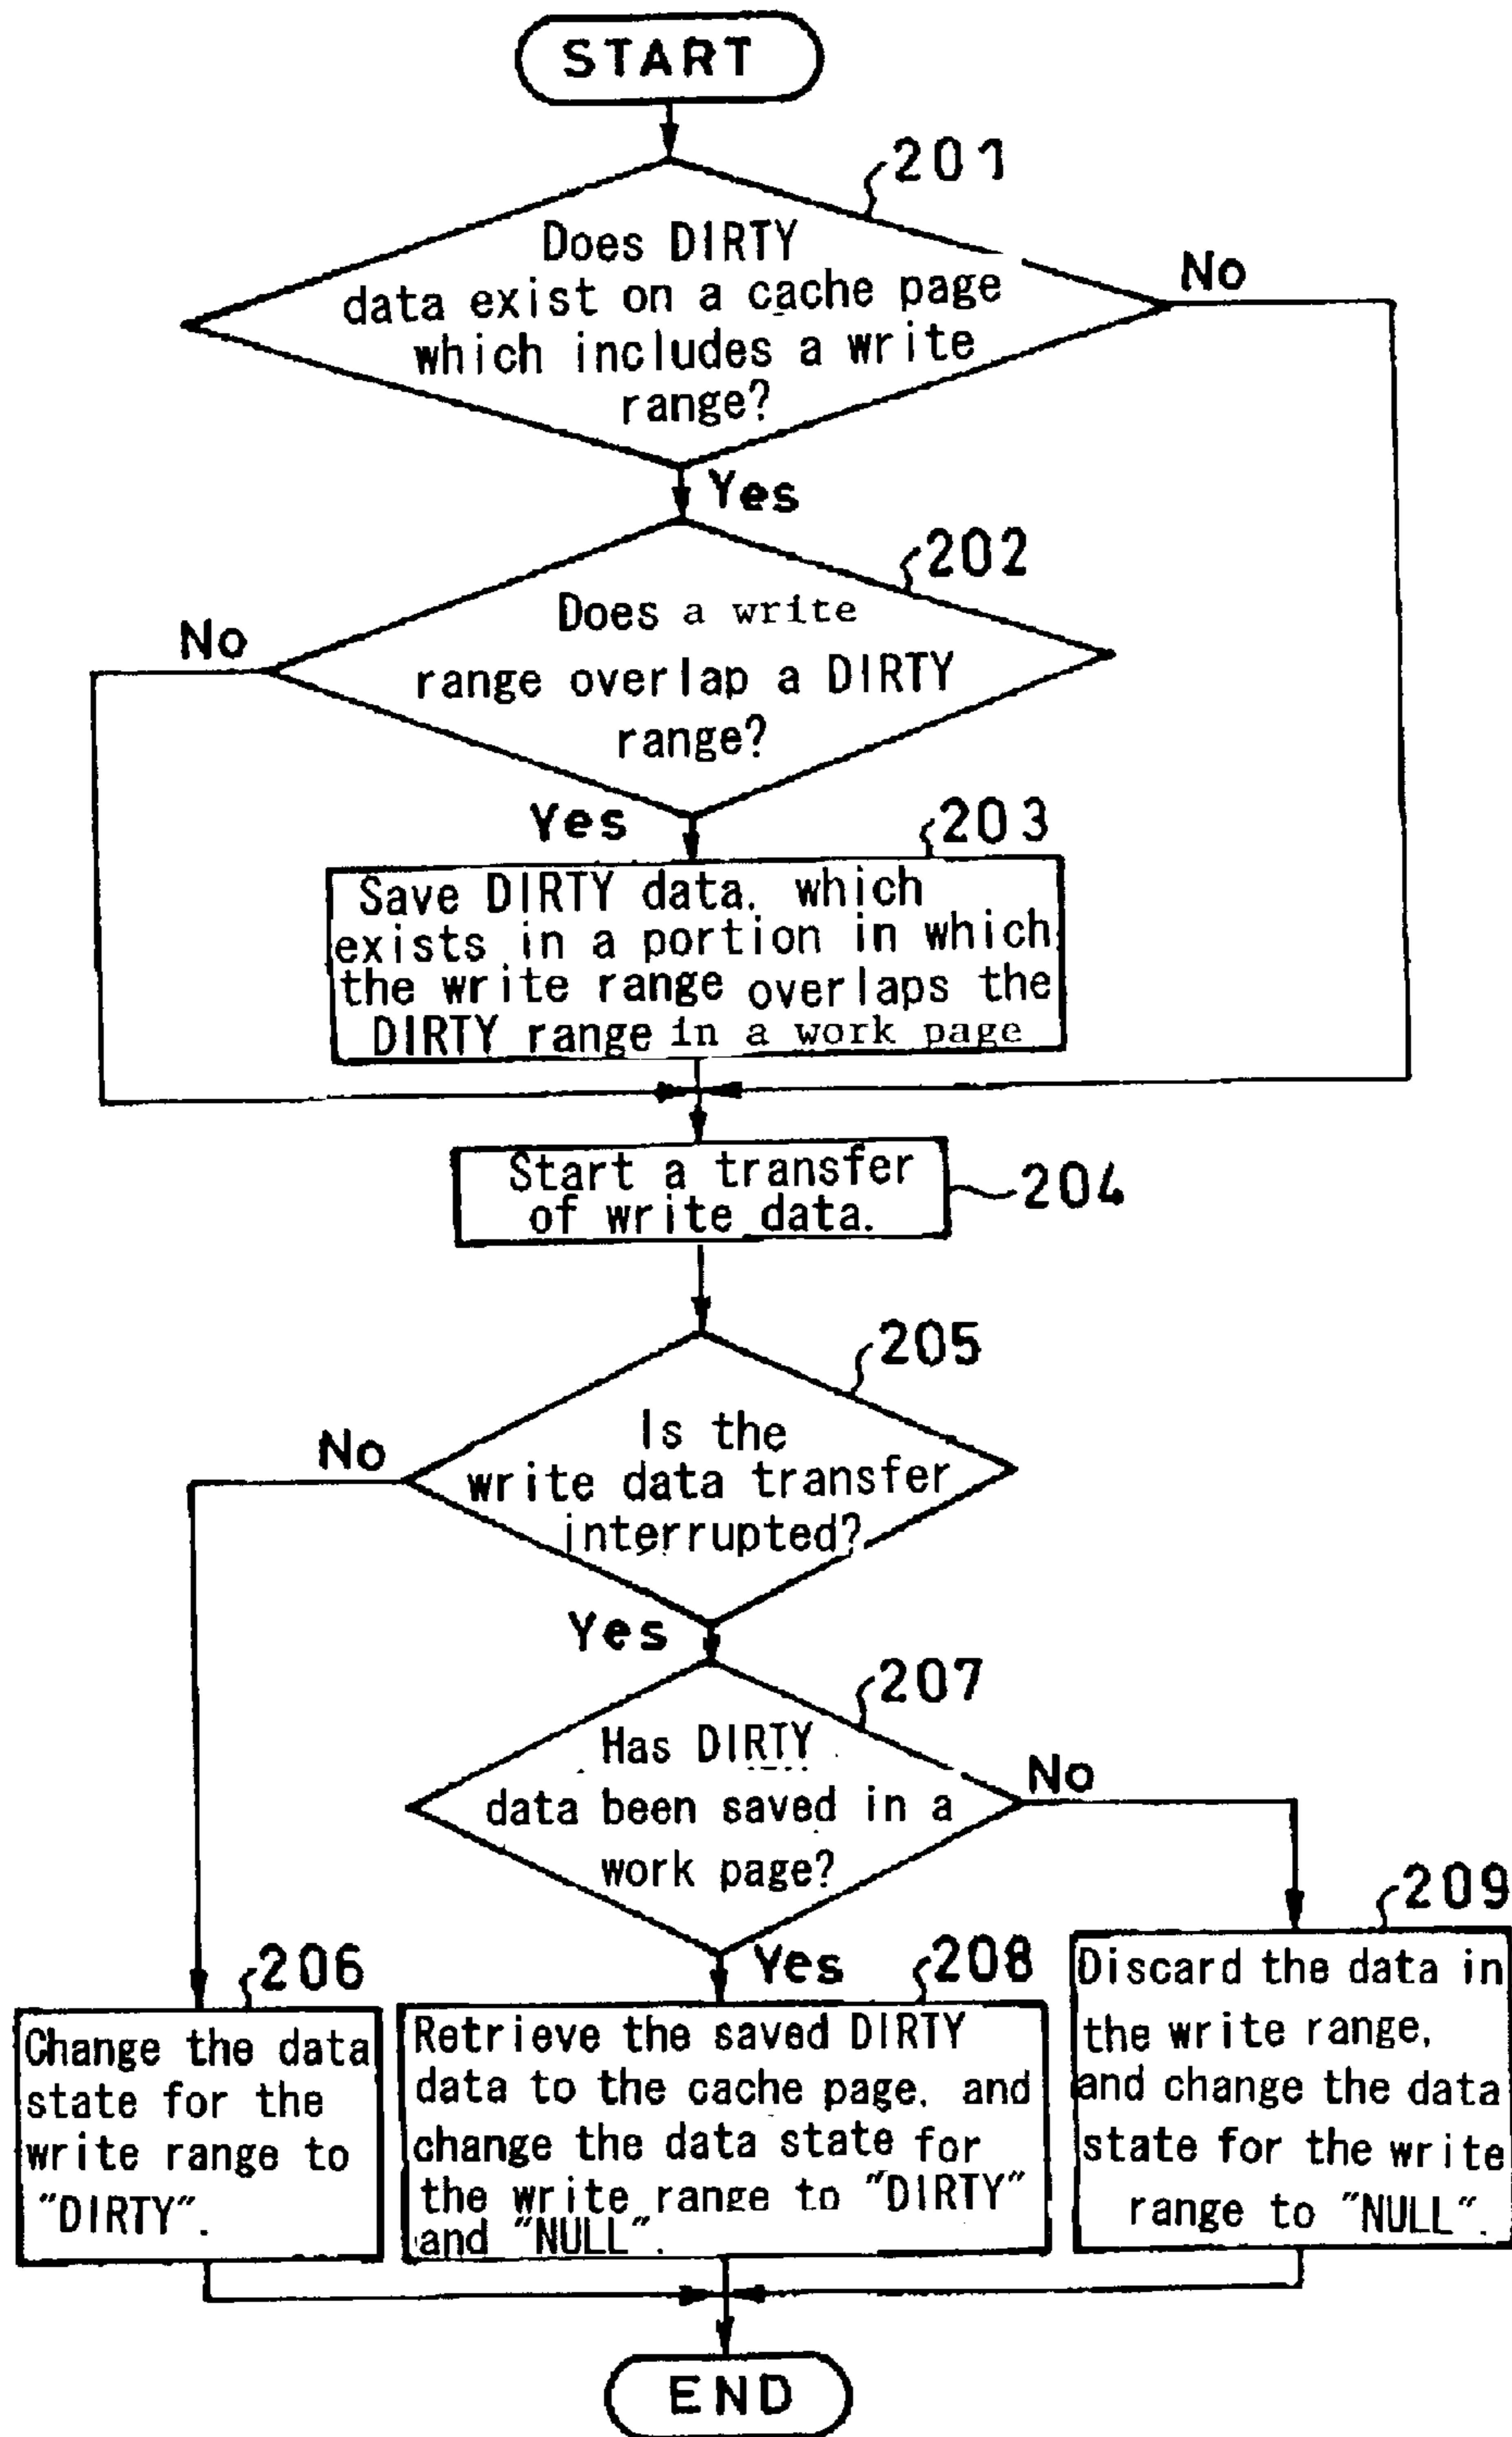 START
201
Does DIRTY
data exist on a cache page
which includes a write
range?
No
Yes
202
Does a write
range overlap a DIRTY
range?
No
Yes
203
Save DIRTY data. which
exists in a portion in which
the write range overlaps the
DIRTY range in a work page
Start a transfer
of write data.
204
205
Is the
write data transfer
interrupted?
No
Yes
207
Has DIRTY
data been saved in a
work page?
No
Yes
206
Change the data
state for the
write range to
"DIRTY".
208
Retrieve the saved DIRTY
data to the cache page. and
change the data state for
the write range to "DIRTY"
and "NULL".
209
Discard the data in
the write range,
and change the data
state for the write
range to "NULL".
END